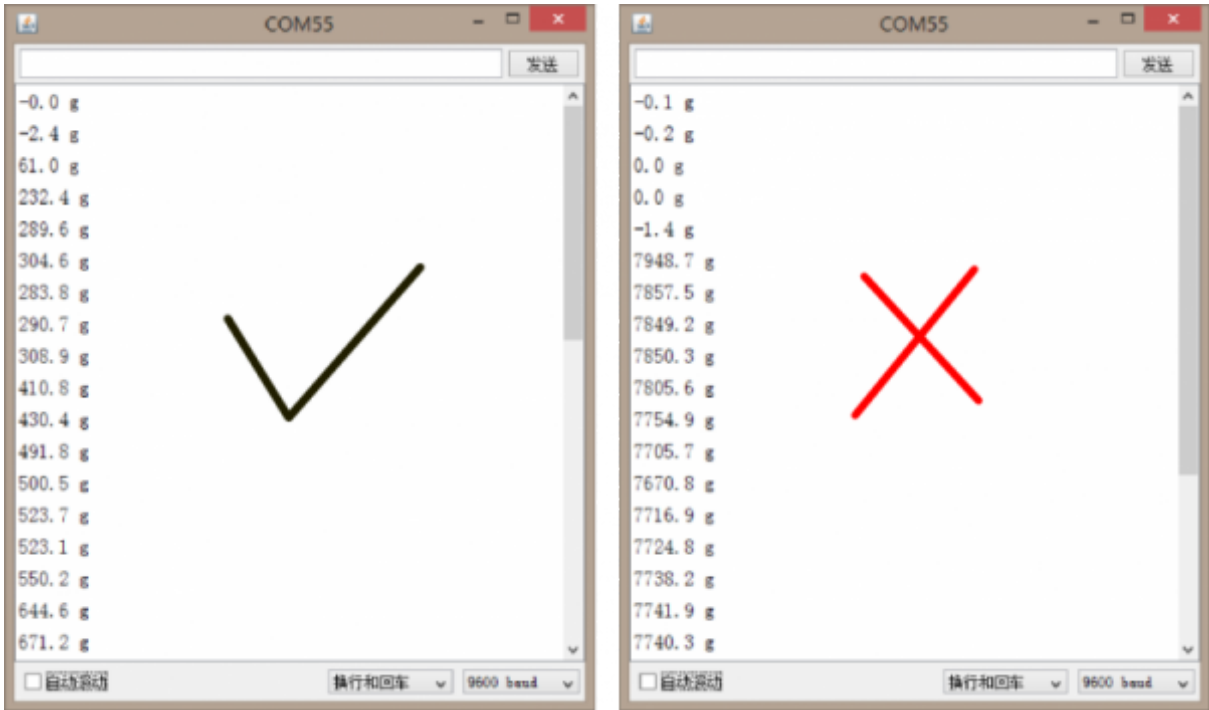 COM55
发送
-0.0 g
-2.4 g
61.0 g
232.4 g
289.6 g
304.6 g
283.8 g
290.7 g
308.9 g
410.8 g
430.4 g
491.8 g
500.5 g
523.7 g
523.1 g
550.2 g
644.6 g
671.2 g
自动滚动
换行和回车
9600 baud
COM55
发送
-0.1 g
-0.2 g
0.0 g
0.0 g
-1.4 g
7948.7 g
7857.5 g
7849.2 g
7850.3 g
7805.6 g
7754.9 g
7705.7 g
7670.8 g
7716.9 g
7724.8 g
7738.2 g
7741.9 g
7740.3 g
自动滚动
换行和回车
9600 baud